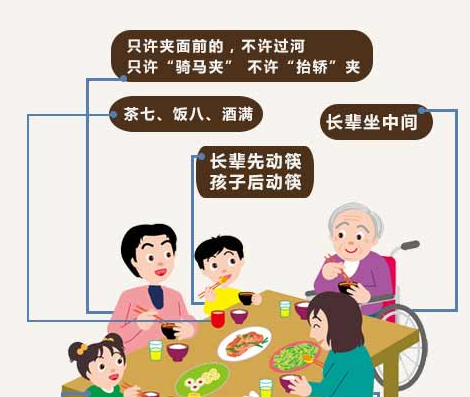 只许夹面前的，不许过河
只许“骑马夹” 不许“抬轿”夹
茶七、饭八、酒满
长辈坐中间
长辈先动筷
孩子后动筷